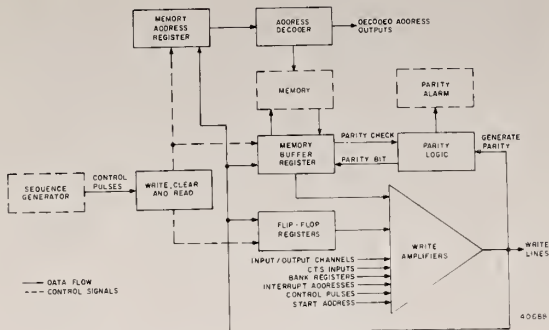 MEMORY
ADDRESS
REGISTER
ADDRESS
DECODER
DECODED ADDRESS
OUTPUTS
MEMORY
PARITY
ALARM
MEMORY
BUFFER
REGISTER
PARITY CHECK
PARITY BIT
PARITY
LOGIC
GENERATE
PARITY
SEQUENCE
GENERATOR
CONTROL
PULSES
WRITE, CLEAR
AND READ
FLIP-FLOP
REGISTERS
WRITE
AMPLIFIERS
WRITE
LINES
INPUT/OUTPUT CHANNELS
CTS INPUTS
BANK REGISTERS
INTERRUPT ADDRESSES
CONTROL PULSES
START ADDRESS
DATA FLOW
CONTROL SIGNALS